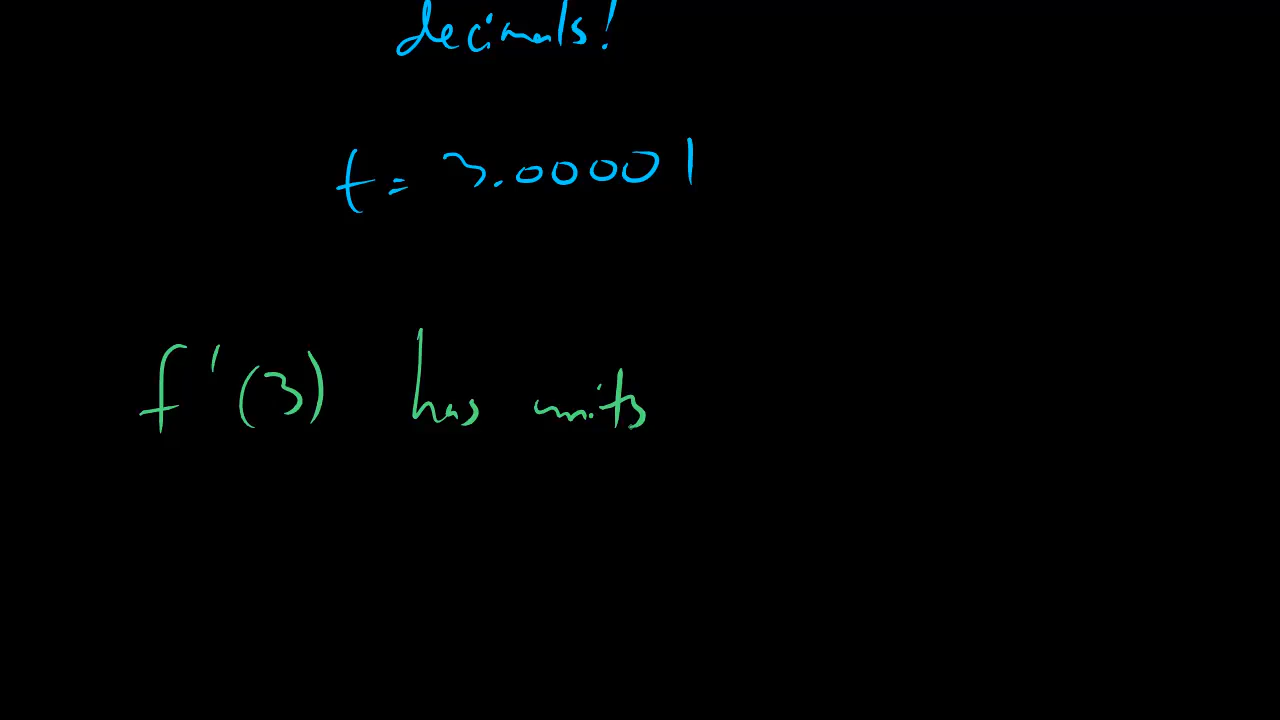 decimals!
t = 3.00001
f'(3) has units